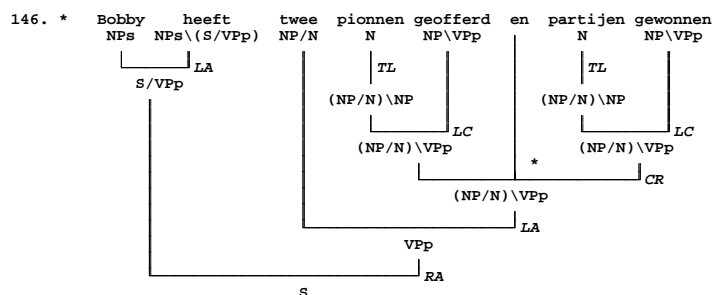 146. * Bobby heeft twee pionnen geofferd en partijen gewonnen
NPs NPs\(S/VPp) NP/N N NP\VPp N NP\VPp
LA TL TL
S/VPp (NP/N)\NP (NP/N)\NP
LC LC
(NP/N)\VPp (NP/N)\VPp
*
CR
(NP/N)\VPp
LA
VPp
RA
S